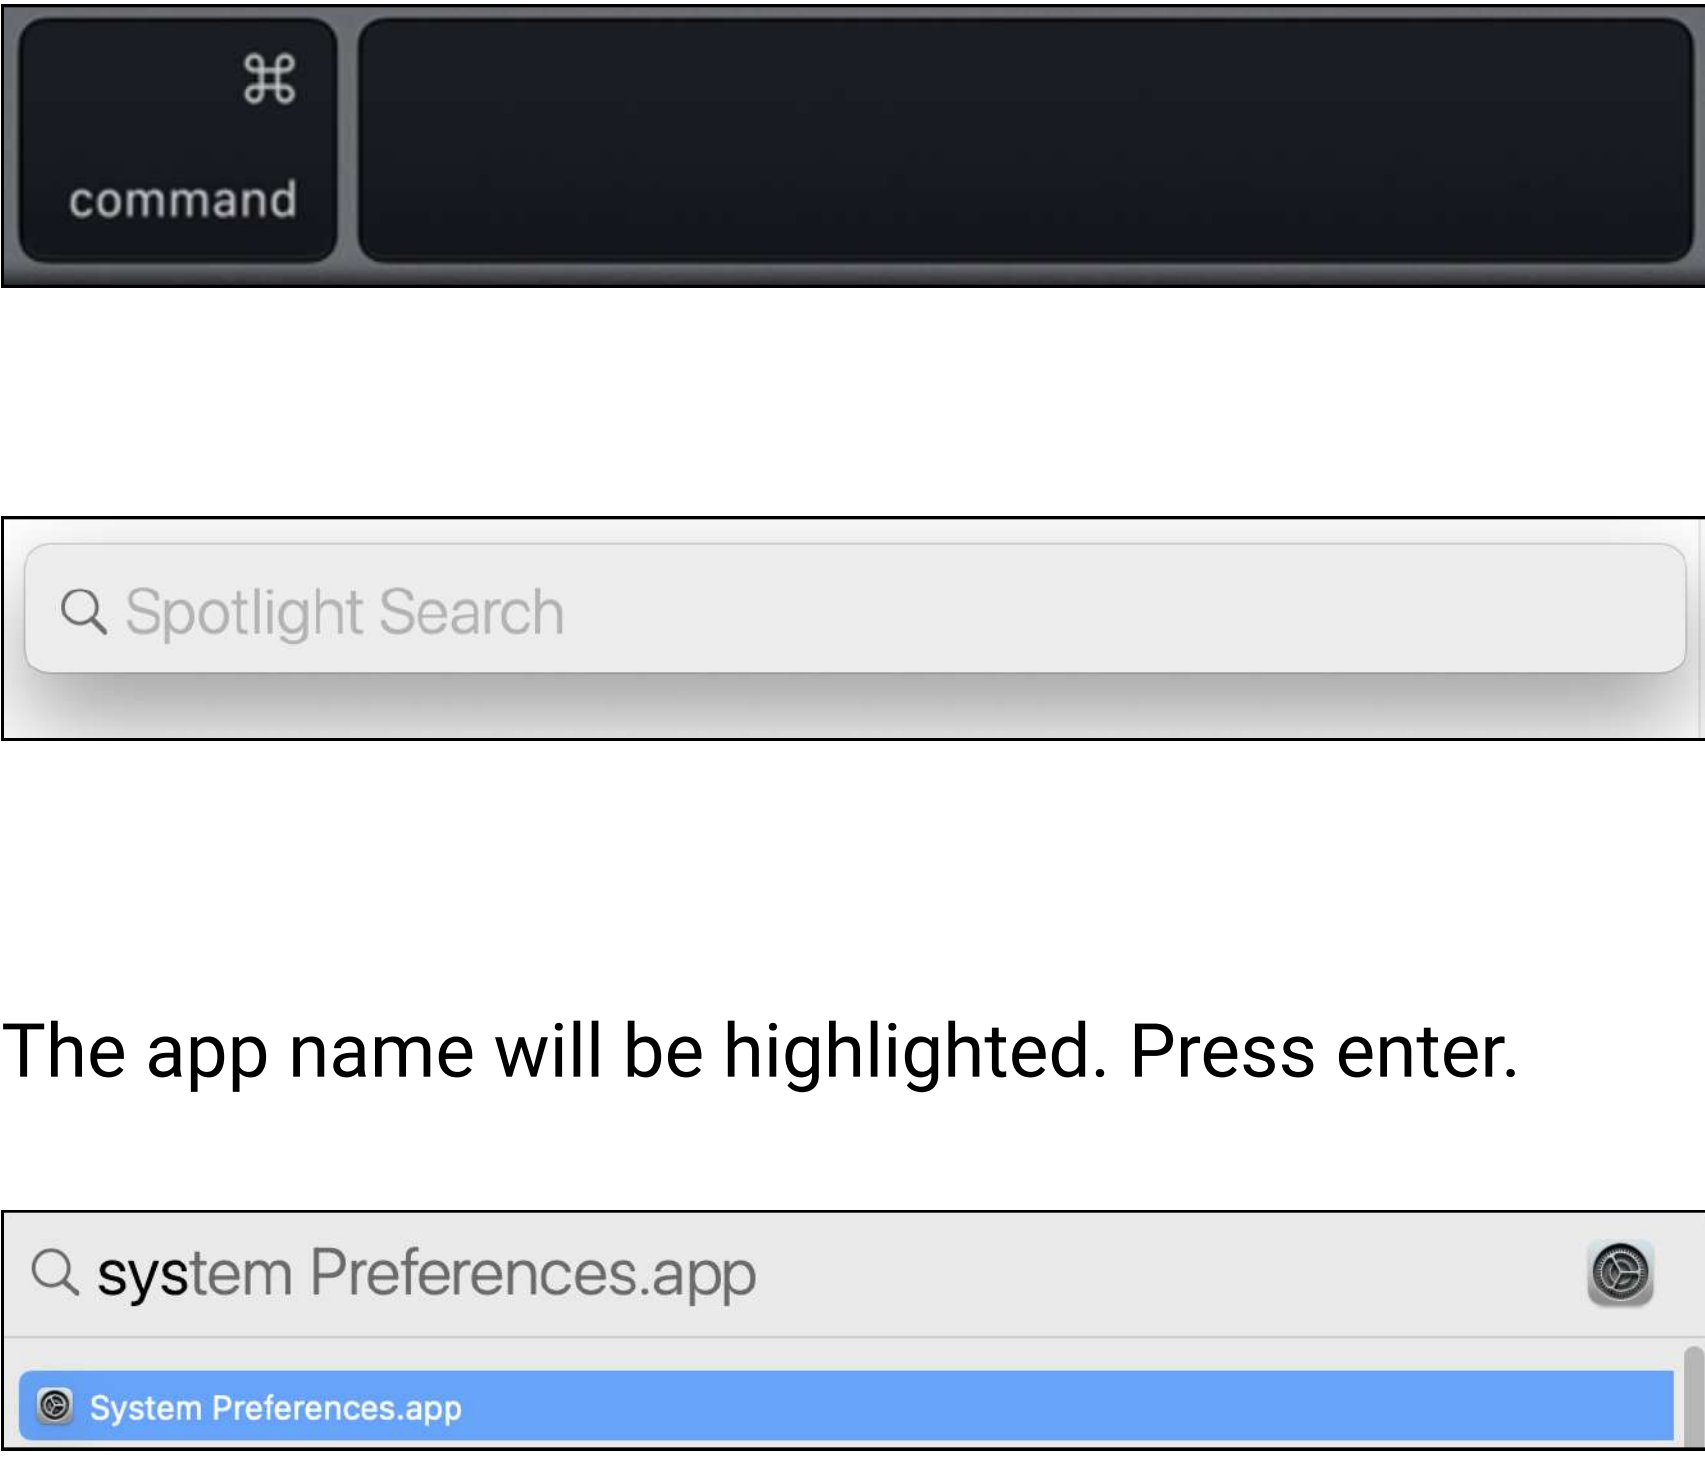 ⌘
command
Spotlight Search
The app name will be highlighted. Press enter.
system Preferences.app
System Preferences.app